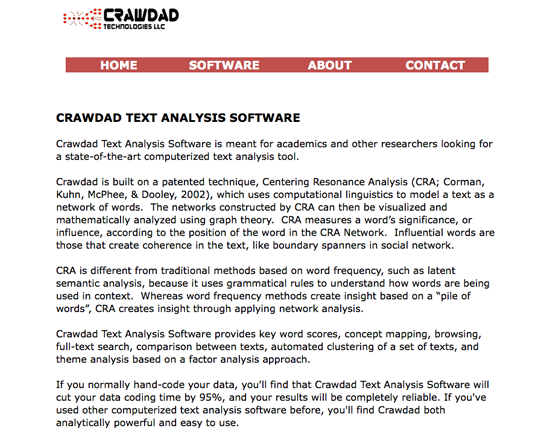 CRAWDAD
TECHNOLOGIES LLC
HOME SOFTWARE ABOUT CONTACT
CRAWDAD TEXT ANALYSIS SOFTWARE
Crawdad Text Analysis Software is meant for academics and other researchers looking for
a state-of-the-art computerized text analysis tool.
Crawdad is built on a patented technique, Centering Resonance Analysis (CRA; Corman,
Kuhn, McPhee, & Dooley, 2002), which uses computational linguistics to model a text as a
network of words.  The networks constructed by CRA can then be visualized and
mathematically analyzed using graph theory.  CRA measures a word's significance, or
influence, according to the position of the word in the CRA Network.  Influential words are
those that create coherence in the text, like boundary spanners in social network.
CRA is different from traditional methods based on word frequency, such as latent
semantic analysis, because it uses grammatical rules to understand how words are being
used in context.  Whereas word frequency methods create insight based on a “pile of
words”, CRA creates insight through applying network analysis.
Crawdad Text Analysis Software provides key word scores, concept mapping, browsing,
full-text search, comparison between texts, automated clustering of a set of texts, and
theme analysis based on a factor analysis approach.
If you normally hand-code your data, you'll find that Crawdad Text Analysis Software will
cut your data coding time by 95%, and your results will be completely reliable. If you've
used other computerized text analysis software before, you'll find Crawdad both
analytically powerful and easy to use.